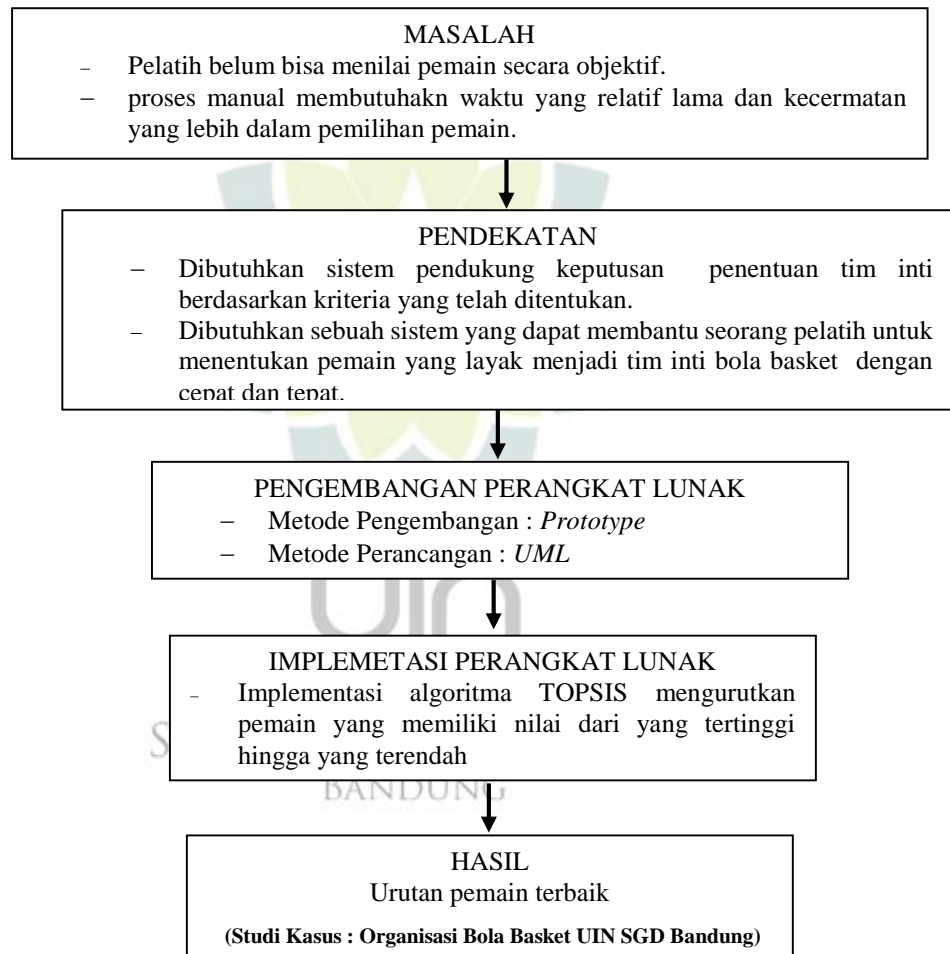 MASALAH
– Pelatih belum bisa menilai pemain secara objektif.
– proses manual membutuhakn waktu yang relatif lama dan kecermatan
yang lebih dalam pemilihan pemain.
PENDEKATAN
– Dibutuhkan sistem pendukung keputusan penentuan tim inti
berdasarkan kriteria yang telah ditentukan.
– Dibutuhkan sebuah sistem yang dapat membantu seorang pelatih untuk
menentukan pemain yang layak menjadi tim inti bola basket dengan
cepat dan tepat.
PENGEMBANGAN PERANGKAT LUNAK
– Metode Pengembangan : Prototype
– Metode Perancangan : UML
uin
IMPLEMETASI PERANGKAT LUNAK
– Implementasi algoritma TOPSIS mengurutkan
pemain yang memiliki nilai dari yang tertinggi
hingga yang terendah
S
BANDUNG
HASIL
Urutan pemain terbaik
(Studi Kasus : Organisasi Bola Basket UIN SGD Bandung)